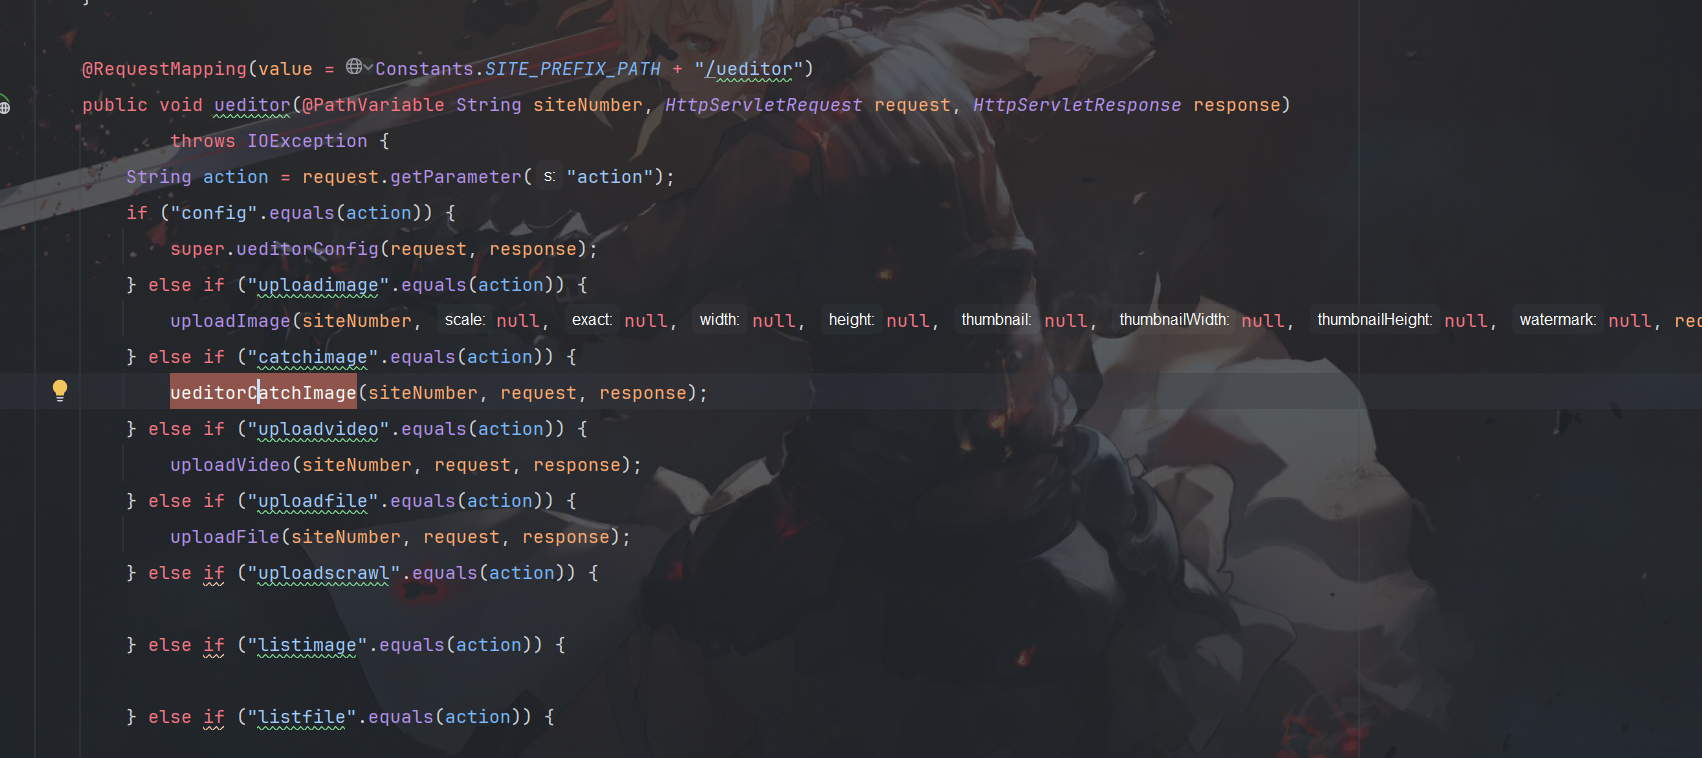 }
@RequestMapping(value = Constants.SITE_PREFIX_PATH + "/ueditor")
public void ueditor(@PathVariable String siteNumber, HttpServletRequest request, HttpServletResponse response)
throws IOException {
String action = request.getParameter( s: "action");
if ("config".equals(action)) {
super.ueditorConfig(request, response);
} else if ("uploadimage".equals(action)) {
uploadImage(siteNumber, scale: null, exact: null, width: null, height: null, thumbnail: null, thumbnailWidth: null, thumbnailHeight: null, watermark: null, req
} else if ("catchimage".equals(action)) {
ueditorCatchImage(siteNumber, request, response);
} else if ("uploadvideo".equals(action)) {
uploadVideo(siteNumber, request, response);
} else if ("uploadfile".equals(action)) {
uploadFile(siteNumber, request, response);
} else if ("uploadscrawl".equals(action)) {
} else if ("listimage".equals(action)) {
} else if ("listfile".equals(action)) {